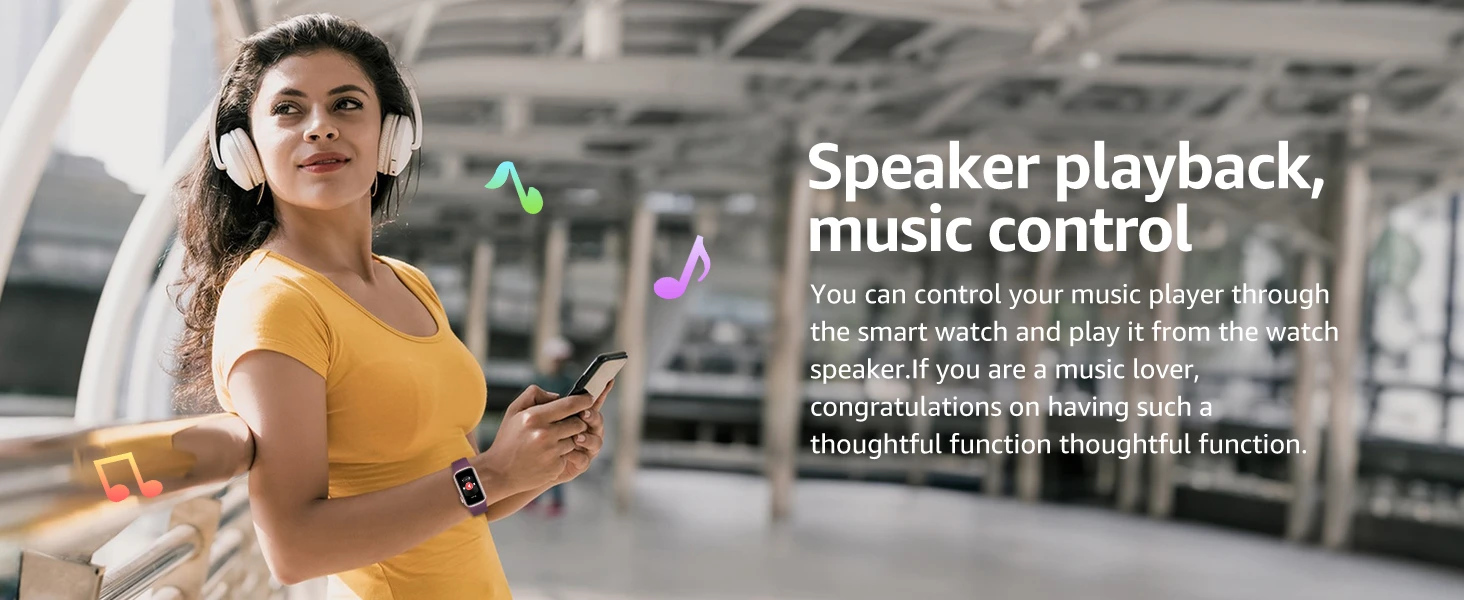 Speaker playback,
music control
You can control your music player through
the smart watch and play it from the watch
speaker.If you are a music lover,
congratulations on having such a
thoughtful function thoughtful function.